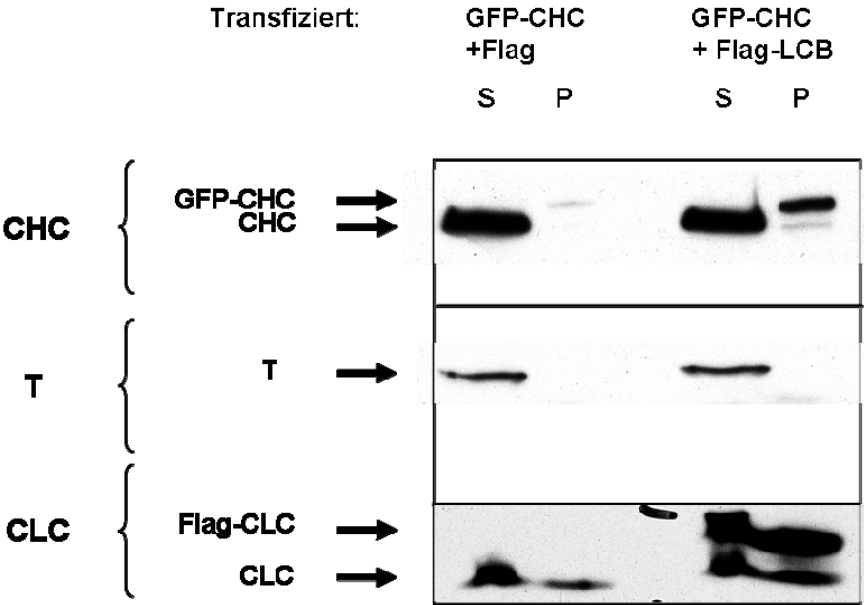 Transfiziert: GFP-CHC GFP-CHC
+Flag + Flag-LCB
S P S P
GFP-CHC
CHC CHC
T T
Flag-CLC
CLC
CLC